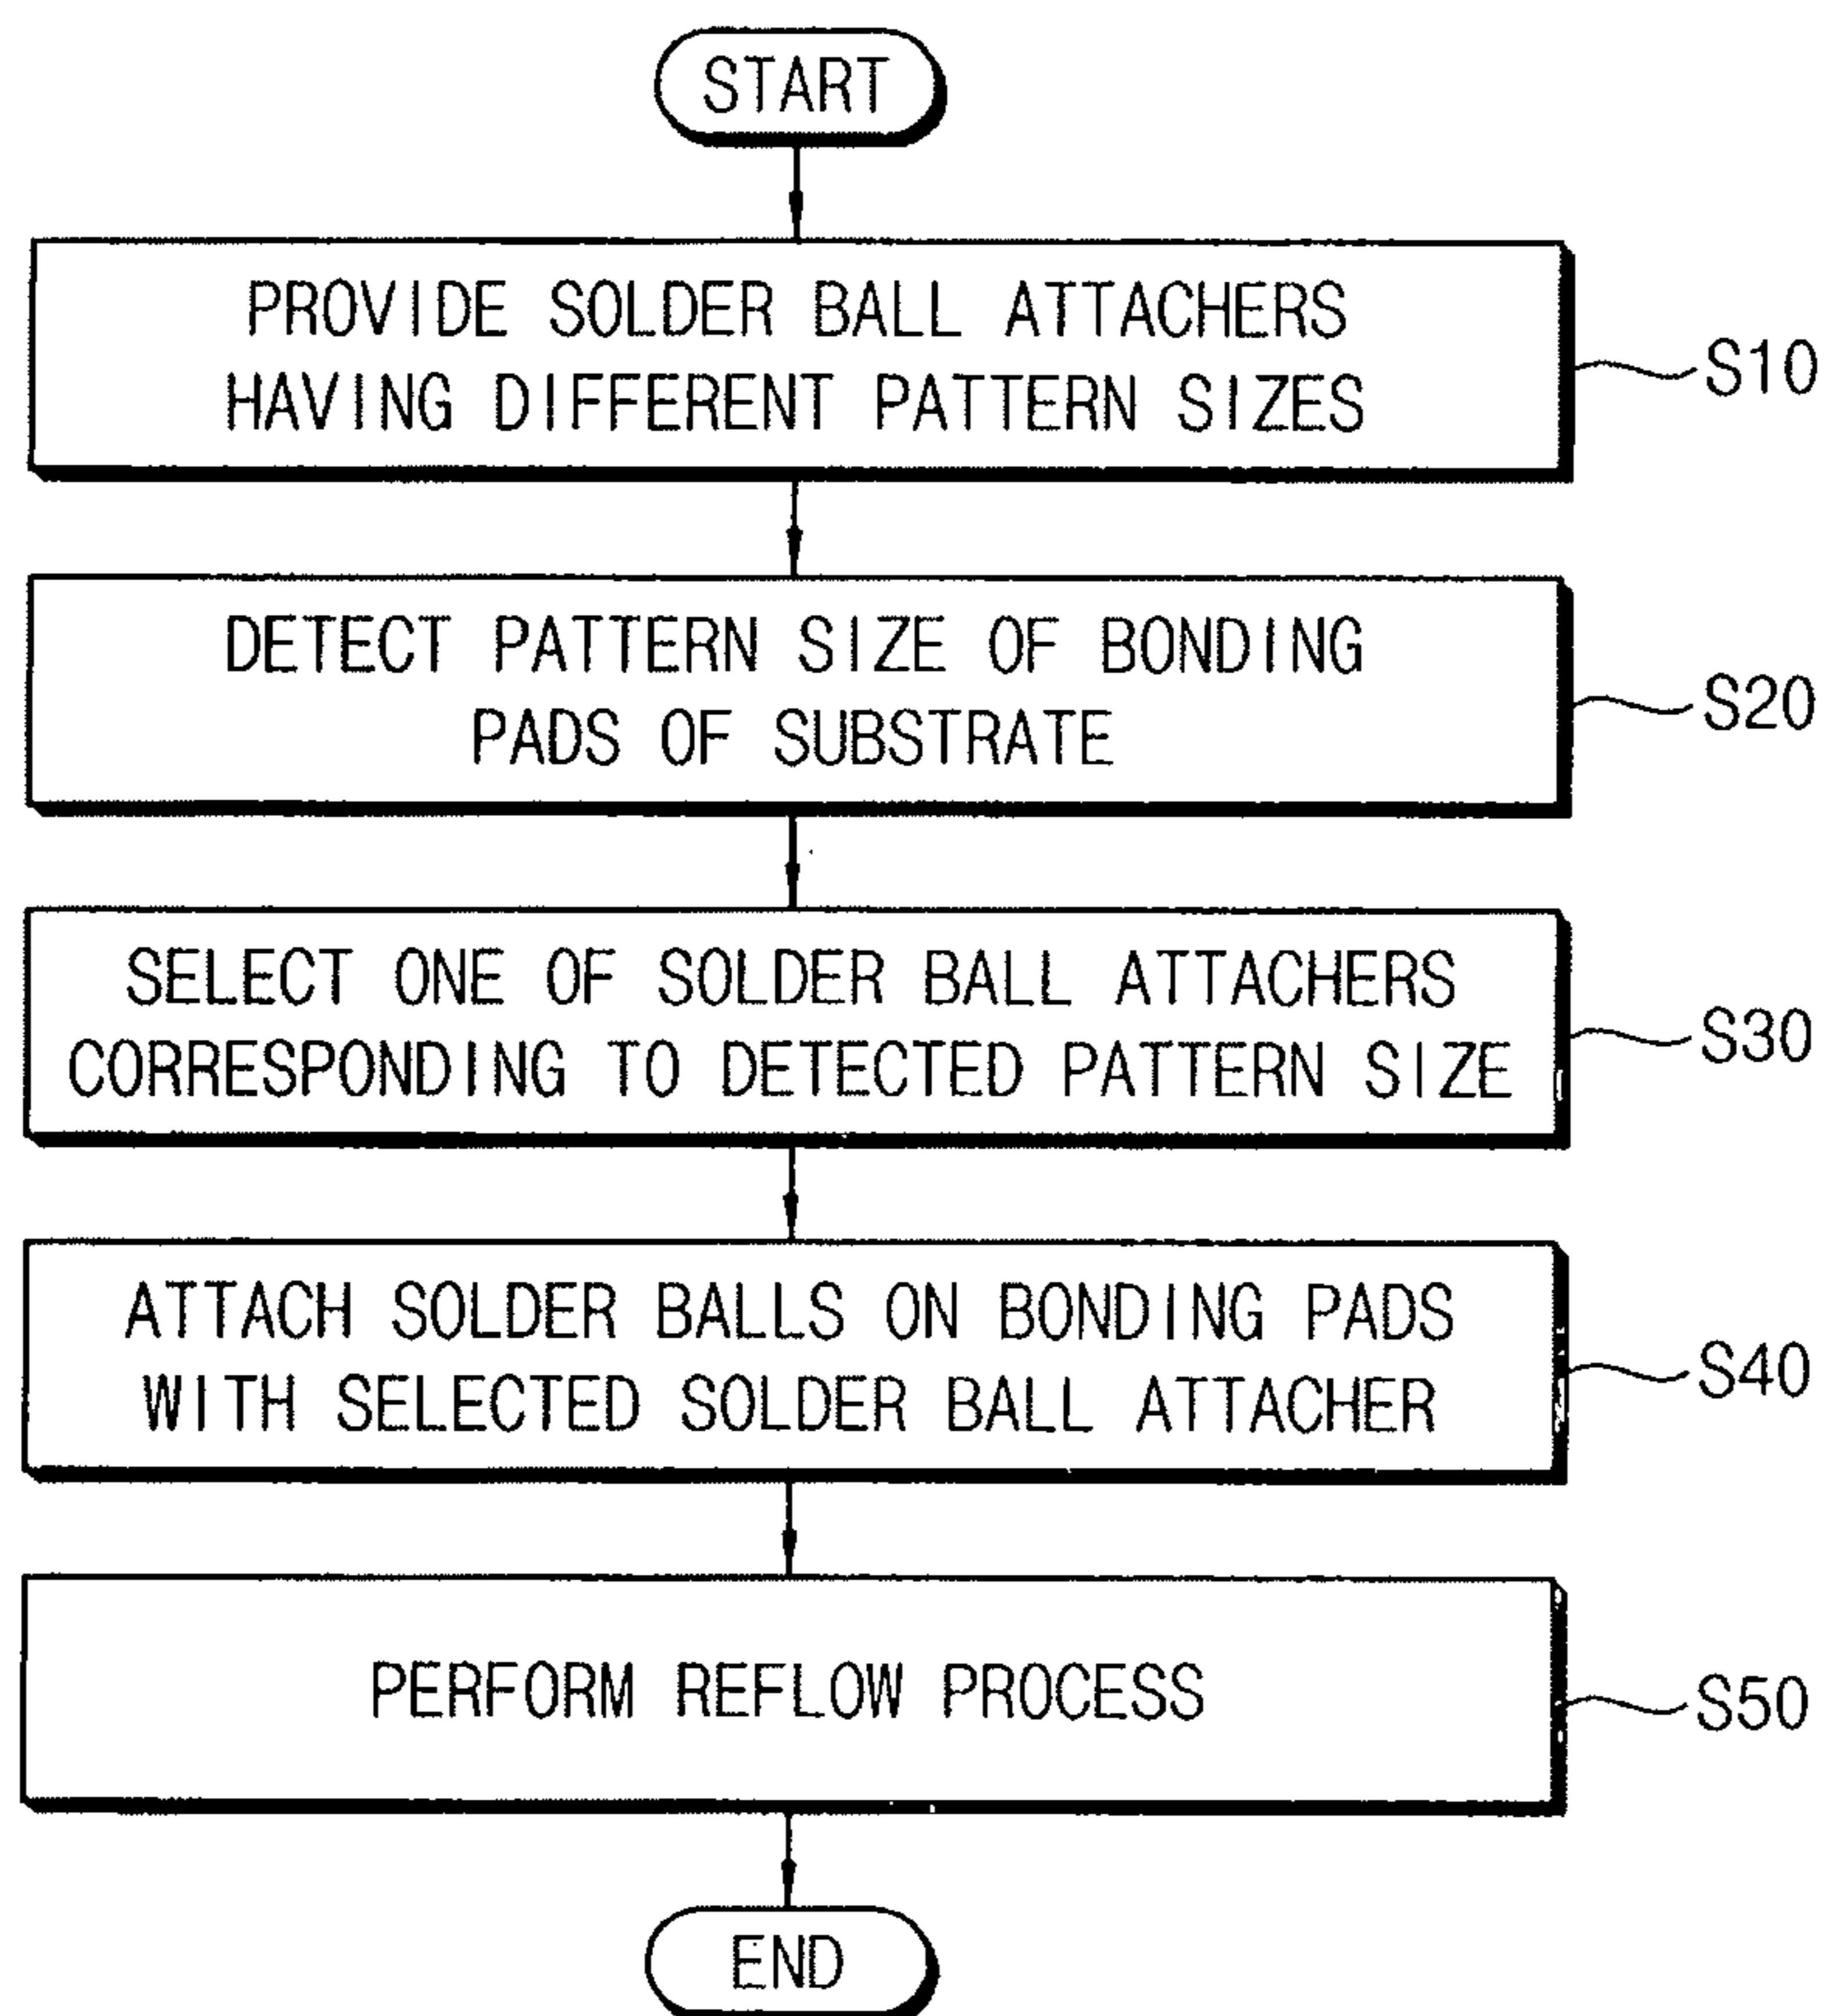 START
PROVIDE SOLDER BALL ATTACHERS
HAVING DIFFERENT PATTERN SIZES
S10
DETECT PATTERN SIZE OF BONDING
PADS OF SUBSTRATE
S20
SELECT ONE OF SOLDER BALL ATTACHERS
CORRESPONDING TO DETECTED PATTERN SIZE
S30
ATTACH SOLDER BALLS ON BONDING PADS
WITH SELECTED SOLDER BALL ATTACHER
S40
PERFORM REFLOW PROCESS
S50
END